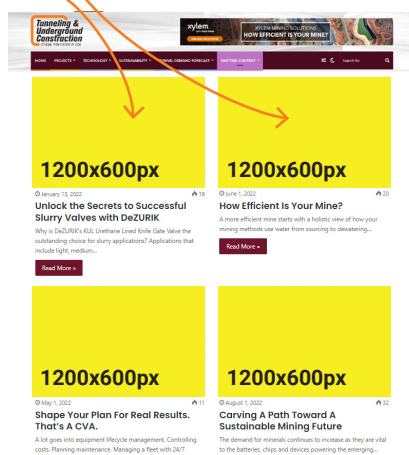 Tunneling &
Underground
Construction
xylem
XYLEM MINING SOLUTIONS
HOW EFFICIENT IS YOUR MINE?
HOME PROJECTS TECHNOLOGY SUSTAINABILITY TUNNEL DEMAND FORECAST PARTNER CONTENT Search for
1200x600px
1200x600px
January 13, 2022 19
June 1, 2022 20
Unlock the Secrets to Successful
Slurry Valves with DeZURIK
Why is DeZURIK's KUL Urethane Lined Knife Gate Valve the
outstanding choice for slurry applications? Applications that
include light, medium...
Read More »
How Efficient Is Your Mine?
A more efficient mine starts with a holistic view of how your
mining methods use water from sourcing to dewatering...
Read More »
1200x600px
1200x600px
May 1, 2022 11
August 1, 2022 32
Shape Your Plan For Real Results.
That's A CVA.
A lot goes into equipment lifecycle management. Controlling
costs. Planning maintenance. Managing a fleet with 24/7
Carving A Path Toward A
Sustainable Mining Future
The demand for minerals continues to increase as they are vital
to the batteries, chips and devices powering the emerging...